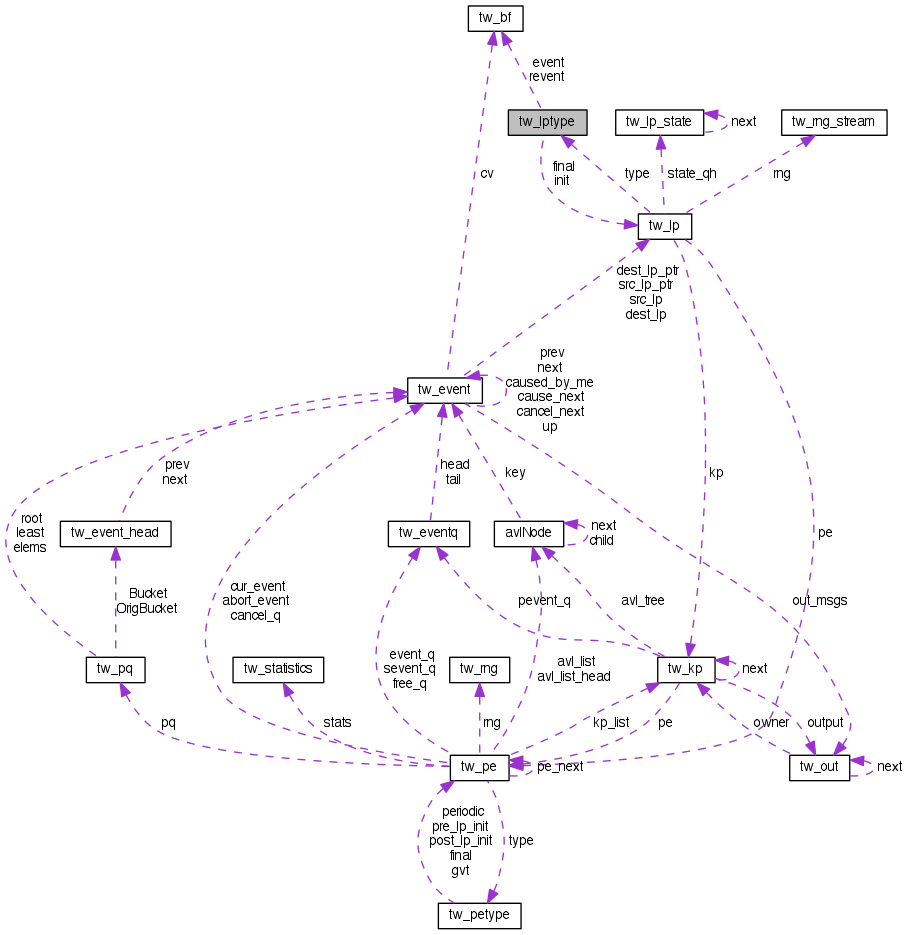 tw_bf
event
revent
tw_lptype
tw_lp_state
next
tw_rng_stream
cv
final
init
type
state_qh
rng
tw_lp
dest_lp_ptr
src_lp_ptr
src_lp
dest_lp
prev
next
caused_by_me
cause_next
cancel_next
up
tw_event
kp
prev
next
head
tail
key
root
least
elems
tw_event_head
tw_eventq
avlNode
next
child
pe
Bucket
OrigBucket
cur_event
abort_event
cancel_q
pevent_q
avl_tree
out_msgs
event_q
sevent_q
free_q
avl_list
avl_list_head
tw_pq
tw_statistics
tw_rng
tw_kp
next
pq
stats
rng
kp_list
pe
owner
output
tw_pe
pe_next
tw_out
next
periodic
pre_lp_init
post_lp_init
final
gvt
type
tw_petype